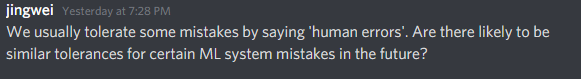 jingwei Yesterday at 7:28 PM
We usually tolerate some mistakes by saying 'human errors'. Are there likely to be
similar tolerances for certain ML system mistakes in the future?